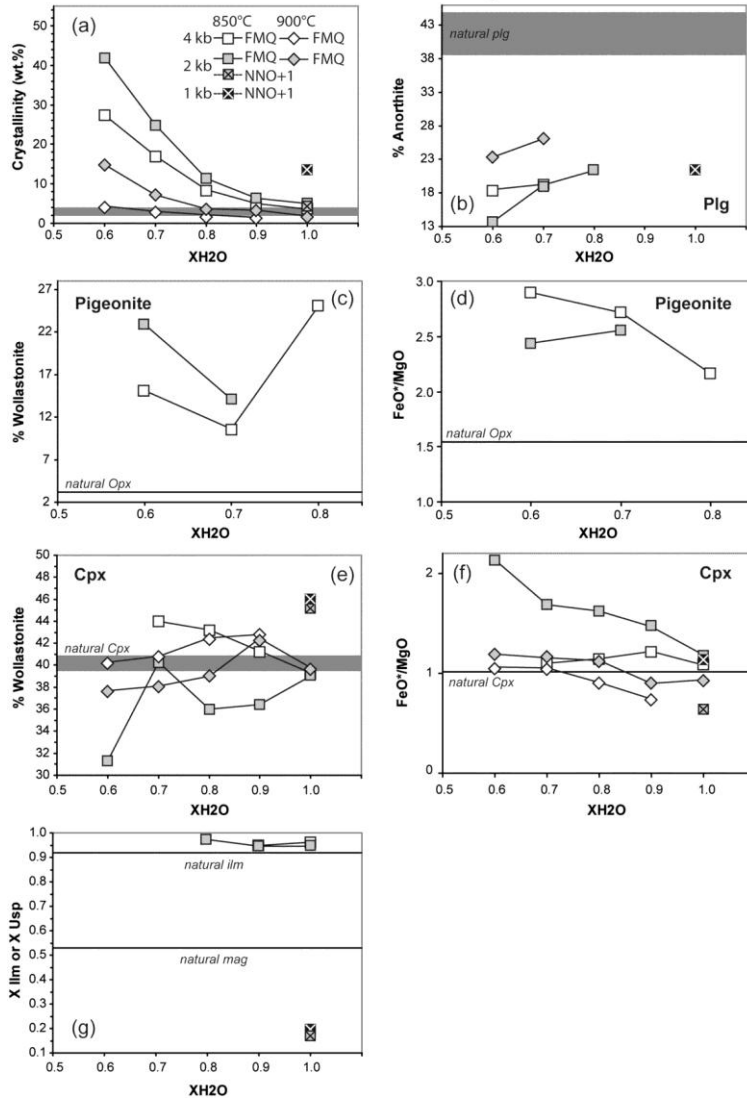 (a)
850°C 900°C
4 kb FMQ FMQ
2 kb FMQ FMQ
NNO+1
1 kb NNO+1
Crystallinity (wt.%)
50
40
30
20
10
0
0.5 0.6 0.7 0.8 0.9 1.0
XH2O
natural plg
% Anorthite
43
38
33
28
23
18
13
(b)
Plg
0.5 0.6 0.7 0.8 0.9 1.0
XH2O
Pigeonite (c)
% Wollastonite
27
22
17
12
7
2
natural Opx
0.5 0.6 0.7 0.8
XH2O
(d) Pigeonite
FeO*/MgO
3.0
2.5
2.0
1.5
1.0
natural Opx
0.5 0.6 0.7 0.8
XH2O
Cpx (e)
% Wollastonite
50
48
46
44
42
40
38
36
34
32
30
natural Cpx
0.5 0.6 0.7 0.8 0.9 1.0
XH2O
(f) Cpx
FeO*/MgO
2
1
0
natural Cpx
0.5 0.6 0.7 0.8 0.9 1.0
XH2O
X Ilm or X Usp
1.0
0.9
0.8
0.7
0.6
0.5
0.4
0.3
0.2
0.1
natural ilm
natural mag
(g)
0.5 0.6 0.7 0.8 0.9 1.0
XH2O